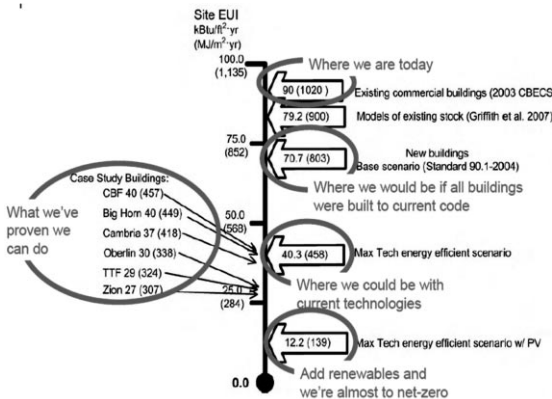 Site EUI
kBtu/ft²·yr
(MJ/m²·yr)
100.0
(1,135)
Where we are today
90 (1020)
Existing commercial buildings (2003 CBECS
79.2 (900)
Models of existing stock (Griffith et al. 2007)
75.0
(852)
70.7 (803)
New buildings
Base scenario (Standard 90.1-2004)
Where we would be if all buildings
were built to current code
Case Study Buildings:
CBF 40 (457)
Big Horn 40 (449)
Cambria 37 (418)
Oberlin 30 (338)
TTF 29 (324)
Zion 27 (307)
What we've
proven we
can do
50.0
(568)
40.3 (458)
Max Tech energy efficient scenario
Where we could be with
current technologies
25.0
(284)
12.2 (139)
Max Tech energy efficient scenario w/ PV
Add renewables and
we're almost to net-zero
0.0